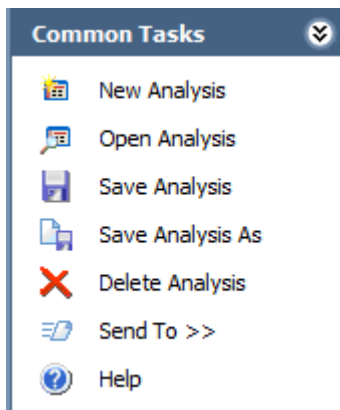 Common Tasks
New Analysis
Open Analysis
Save Analysis
Save Analysis As
Delete Analysis
Send To >>
Help